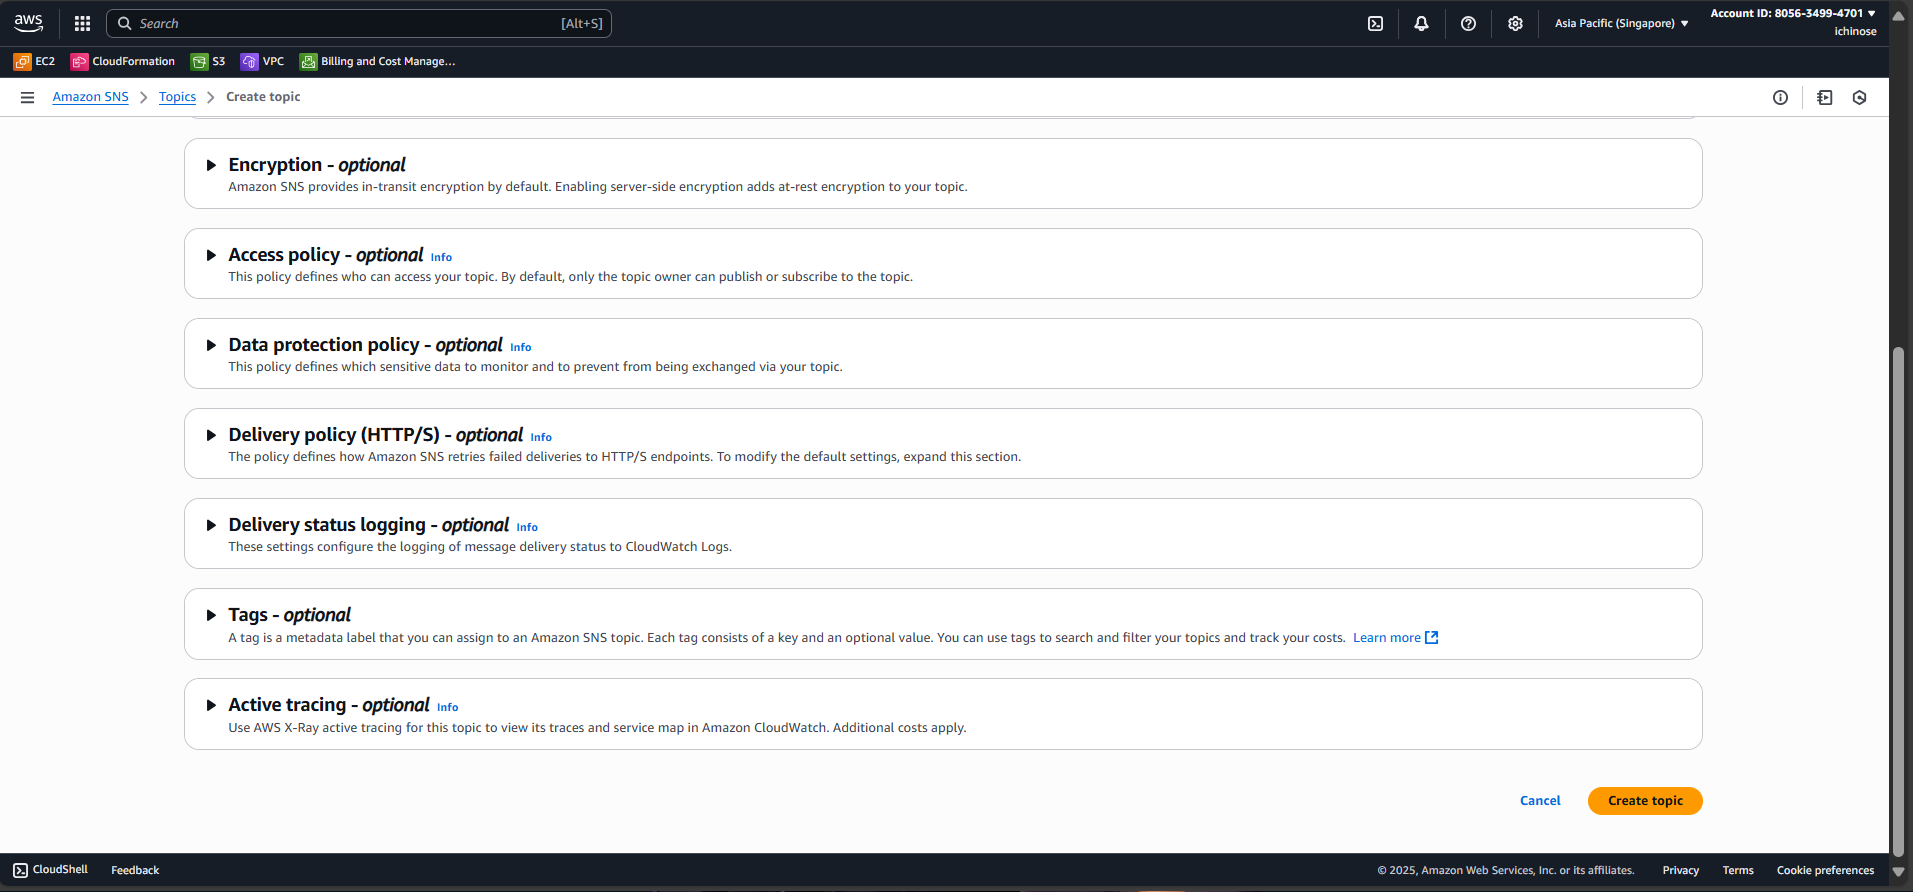 aws
Search [Alt+S]
Asia Pacific (Singapore)
Account ID: 8056-3499-4701
ichinose
EC2 CloudFormation S3 VPC Billing and Cost Manage...
Amazon SNS Topics Create topic
Encryption - optional
Amazon SNS provides in-transit encryption by default. Enabling server-side encryption adds at-rest encryption to your topic.
Access policy - optional Info
This policy defines who can access your topic. By default, only the topic owner can publish or subscribe to the topic.
Data protection policy - optional Info
This policy defines which sensitive data to monitor and to prevent from being exchanged via your topic.
Delivery policy (HTTP/S) - optional Info
The policy defines how Amazon SNS retries failed deliveries to HTTP/S endpoints. To modify the default settings, expand this section.
Delivery status logging - optional Info
These settings configure the logging of message delivery status to CloudWatch Logs.
Tags - optional
A tag is a metadata label that you can assign to an Amazon SNS topic. Each tag consists of a key and an optional value. You can use tags to search and filter your topics and track your costs. Learn more
Active tracing - optional Info
Use AWS X-Ray active tracing for this topic to view its traces and service map in Amazon CloudWatch. Additional costs apply.
Cancel Create topic
CloudShell Feedback © 2025, Amazon Web Services, Inc. or its affiliates. Privacy Terms Cookie preferences